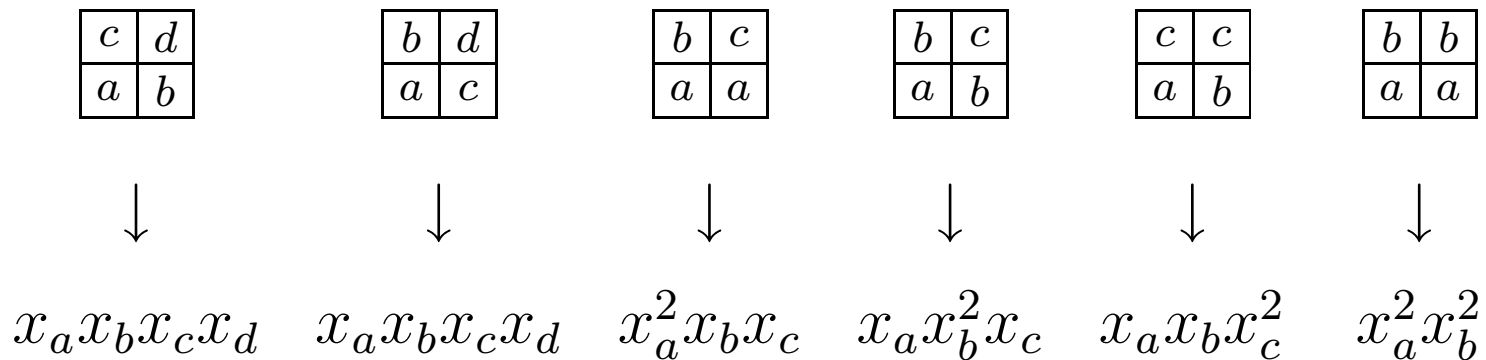 c d b d b c b c c c b b
a b a c a a a b a b a a
↓ ↓ ↓ ↓ ↓ ↓
x_a x_b x_c x_d x_a x_b x_c x_d x_a^2 x_b x_c x_a x_b^2 x_c x_a x_b x_c^2 x_a^2 x_b^2